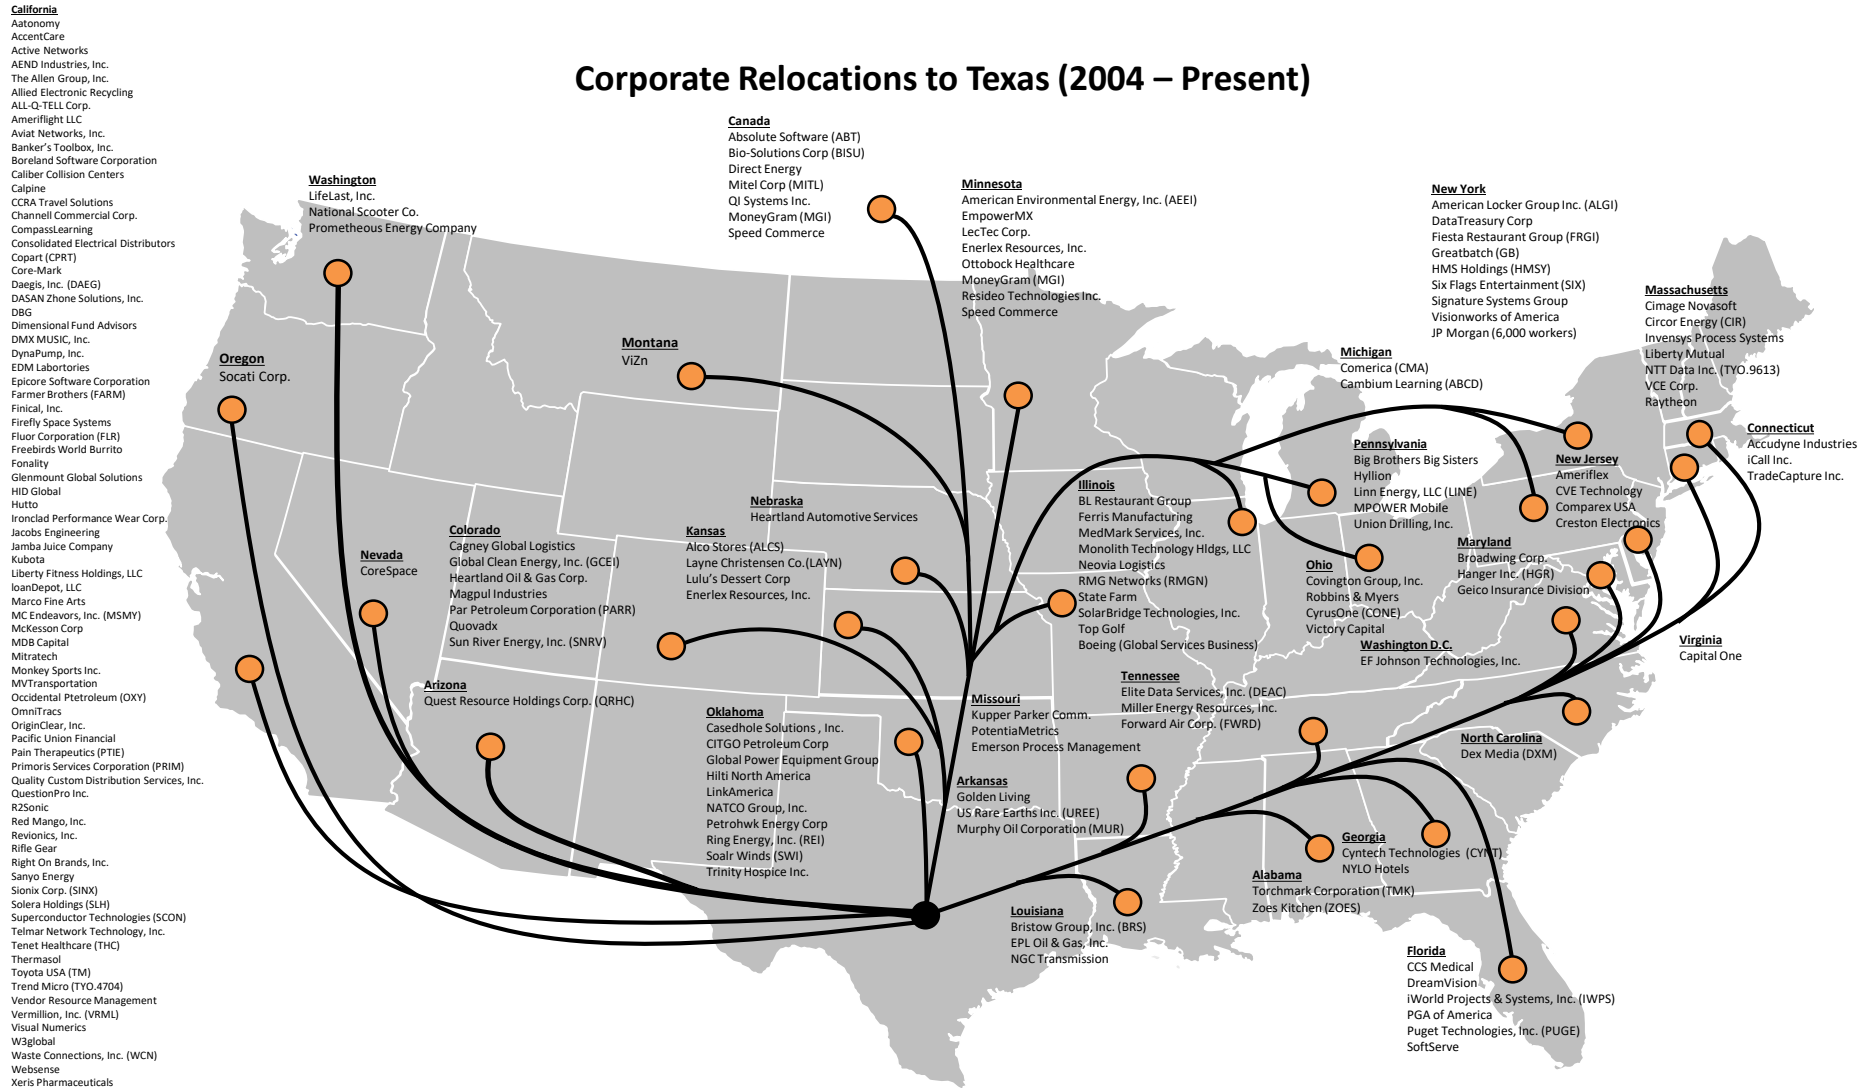 California
Aatonomy
AccentCare
Active Networks
AEND Industries, Inc.
The Allen Group, Inc.
Allied Electronic Recycling
ALL-Q-TELL Corp.
Ameriflight LLC
Aviat Networks, Inc.
Banker's Toolbox, Inc.
Boreland Software Corporation
Caliber Collision Centers
Calpine
CCRA Travel Solutions
Channell Commercial Corp.
CompassLearning
Consolidated Electrical Distributors
Copart (CPRT)
Core-Mark
Daegis, Inc. (DAEG)
DASAN Zhone Solutions, Inc.
DBG
Dimensional Fund Advisors
DMX MUSIC, Inc.
DynaPump, Inc.
EDM Labortories
Epicore Software Corporation
Farmer Brothers (FARM)
Finical, Inc.
Firefly Space Systems
Fluor Corporation (FLR)
Freebirds World Burrito
Fonality
Glenmount Global Solutions
HID Global
Hutto
Ironclad Performance Wear Corp.
Jacobs Engineering
Jamba Juice Company
Kubota
Liberty Fitness Holdings, LLC
loanDepot, LLC
Marco Fine Arts
MC Endeavors, Inc. (MSMY)
McKesson Corp
MDB Capital
Mitratech
Monkey Sports Inc.
MVTransportation
Occidental Ptetroleum (OXY)
OmniTracs
OriginClear, Inc.
Pacific Union Financial
Pain Therapeutics (PTIE)
Primoris Services Corporation (PRIM)
Quality Custom Distribution Services, Inc.
QuestionPro Inc.
R2Sonic
Red Mango, Inc.
Revionics, Inc.
Rifle Gear
Right On Brands, Inc.
Sanyo Energy
Sionix Corp. (SINX)
Solera Holdings (SLH)
Superconductor Technologies (SCON)
Telmar Network Technology, Inc.
Tenet Healthcare (THC)
Thermasol
Toyota USA (TM)
Trend Micro (TYO.4704)
Vendor Resource Management
Vermillion, Inc. (VRML)
Visual Numerics
W3global
Waste Connections, Inc. (WCN)
Websense
Xeris Pharmaceuticals
Corporate Relocations to Texas (2004 – Present)
Washington
LifeLast, Inc.
National Scooter Co.
Prometheous Energy Company
Oregon
Socati Corp.
Canada
Absolute Software (ABT)
Bio-Solutions Corp (BISU)
Direct Energy
Mitel Corp (MITL)
QI Systems Inc.
MoneyGram (MGI)
Speed Commerce
Montana
ViZn
Minnesota
American Environmental Energy, Inc. (AEEI)
EmpowerMX
LecTec Corp.
Enerlex Resources, Inc.
Ottobock Healthcare
MoneyGram (MGI)
Resideo Technologies Inc.
Speed Commerce
New York
American Locker Group Inc. (ALGI)
DataTreasury Corp
Fiesta Restaurant Group (FRGI)
Greatbatch (GB)
HMS Holdings (HMSY)
Six Flags Entertainment (SIX)
Signature Systems Group
Visionworks of America
JP Morgan (6,000 workers)
Massachusetts
Cimage Novasoft
Circor Energy (CIR)
Invensys Process Systems
Liberty Mutual
NTT Data Inc. (TYO.9613)
VCE Corp.
Raytheon
Michigan
Comerica (CMA)
Cambium Learning (ABCD)
Connecticut
Accudyne Industries
iCall Inc.
TradeCapture Inc.
Pennsylvania
Big Brothers Big Sisters
Hyllion
Linn Energy, LLC (LINE)
MPOWER Mobile
Union Drilling, Inc.
New Jersey
Ameriflex
CVE Technology
Comparex USA
Creston Electronics
Nevada
CoreSpace
Colorado
Cagney Global Logistics
Global Clean Energy, Inc. (GCEI)
Heartland Oil & Gas Corp.
Magpul Industries
Par Petroleum Corporation (PARR)
Quovadx
Sun River Energy, Inc. (SNRV)
Nebraska
Heartland Automotive Services
Kansas
Alco Stores (ALCS)
Layne Christensen Co.(LAYN)
Lulu's Dessert Corp
Enerlex Resources, Inc.
Illinois
BL Restaurant Group
Ferris Manufacturing
MedMark Services, Inc.
Monolith Technology Hldgs, LLC
Neovia Logistics
RMG Networks (RMGN)
State Farm
SolarBridge Technologies, Inc.
Top Golf
Boeing (Global Services Business)
Maryland
Broadwing Corp.
Hanger Inc. (HGR)
Geico Insurance Division
Ohio
Covington Group, Inc.
Robbins & Myers
CyrusOne (CONE)
Victory Capital
Washington D.C.
EF Johnson Technologies, Inc.
Virginia
Capital One
Arizona
Quest Resource Holdings Corp. (QRHC)
Oklahoma
Casedhole Solutions , Inc.
CITGO Petroleum Corp
Global Power Equipment Group
Hilti North America
LinkAmerica
NATCO Group, Inc.
Petrohwk Energy Corp
Ring Energy, Inc. (REI)
Soalr Winds (SWI)
Trinity Hospice Inc.
Missouri
Kupper Parker Comm.
PotentiaMetrics
Emerson Process Management
Tennessee
Elite Data Services, Inc. (DEAC)
Miller Energy Resources, Inc.
Forward Air Corp. (FWRD)
Arkansas
Golden Living
US Rare Earths Inc. (UREE)
Murphy Oil Corporation (MUR)
North Carolina
Dex Media (DXM)
Georgia
Cyntech Technologies (CYNT)
NYLO Hotels
Alabama
Torchmark Corporation (TMK)
Zoes Kitchen (ZOES)
Louisiana
Bristow Group, Inc. (BRS)
EPL Oil & Gas, Inc.
NGC Transmission
Florida
CCS Medical
DreamVision
iWorld Projects & Systems, Inc. (IWPS)
PGA of America
Puget Technologies, Inc. (PUGE)
SoftServe